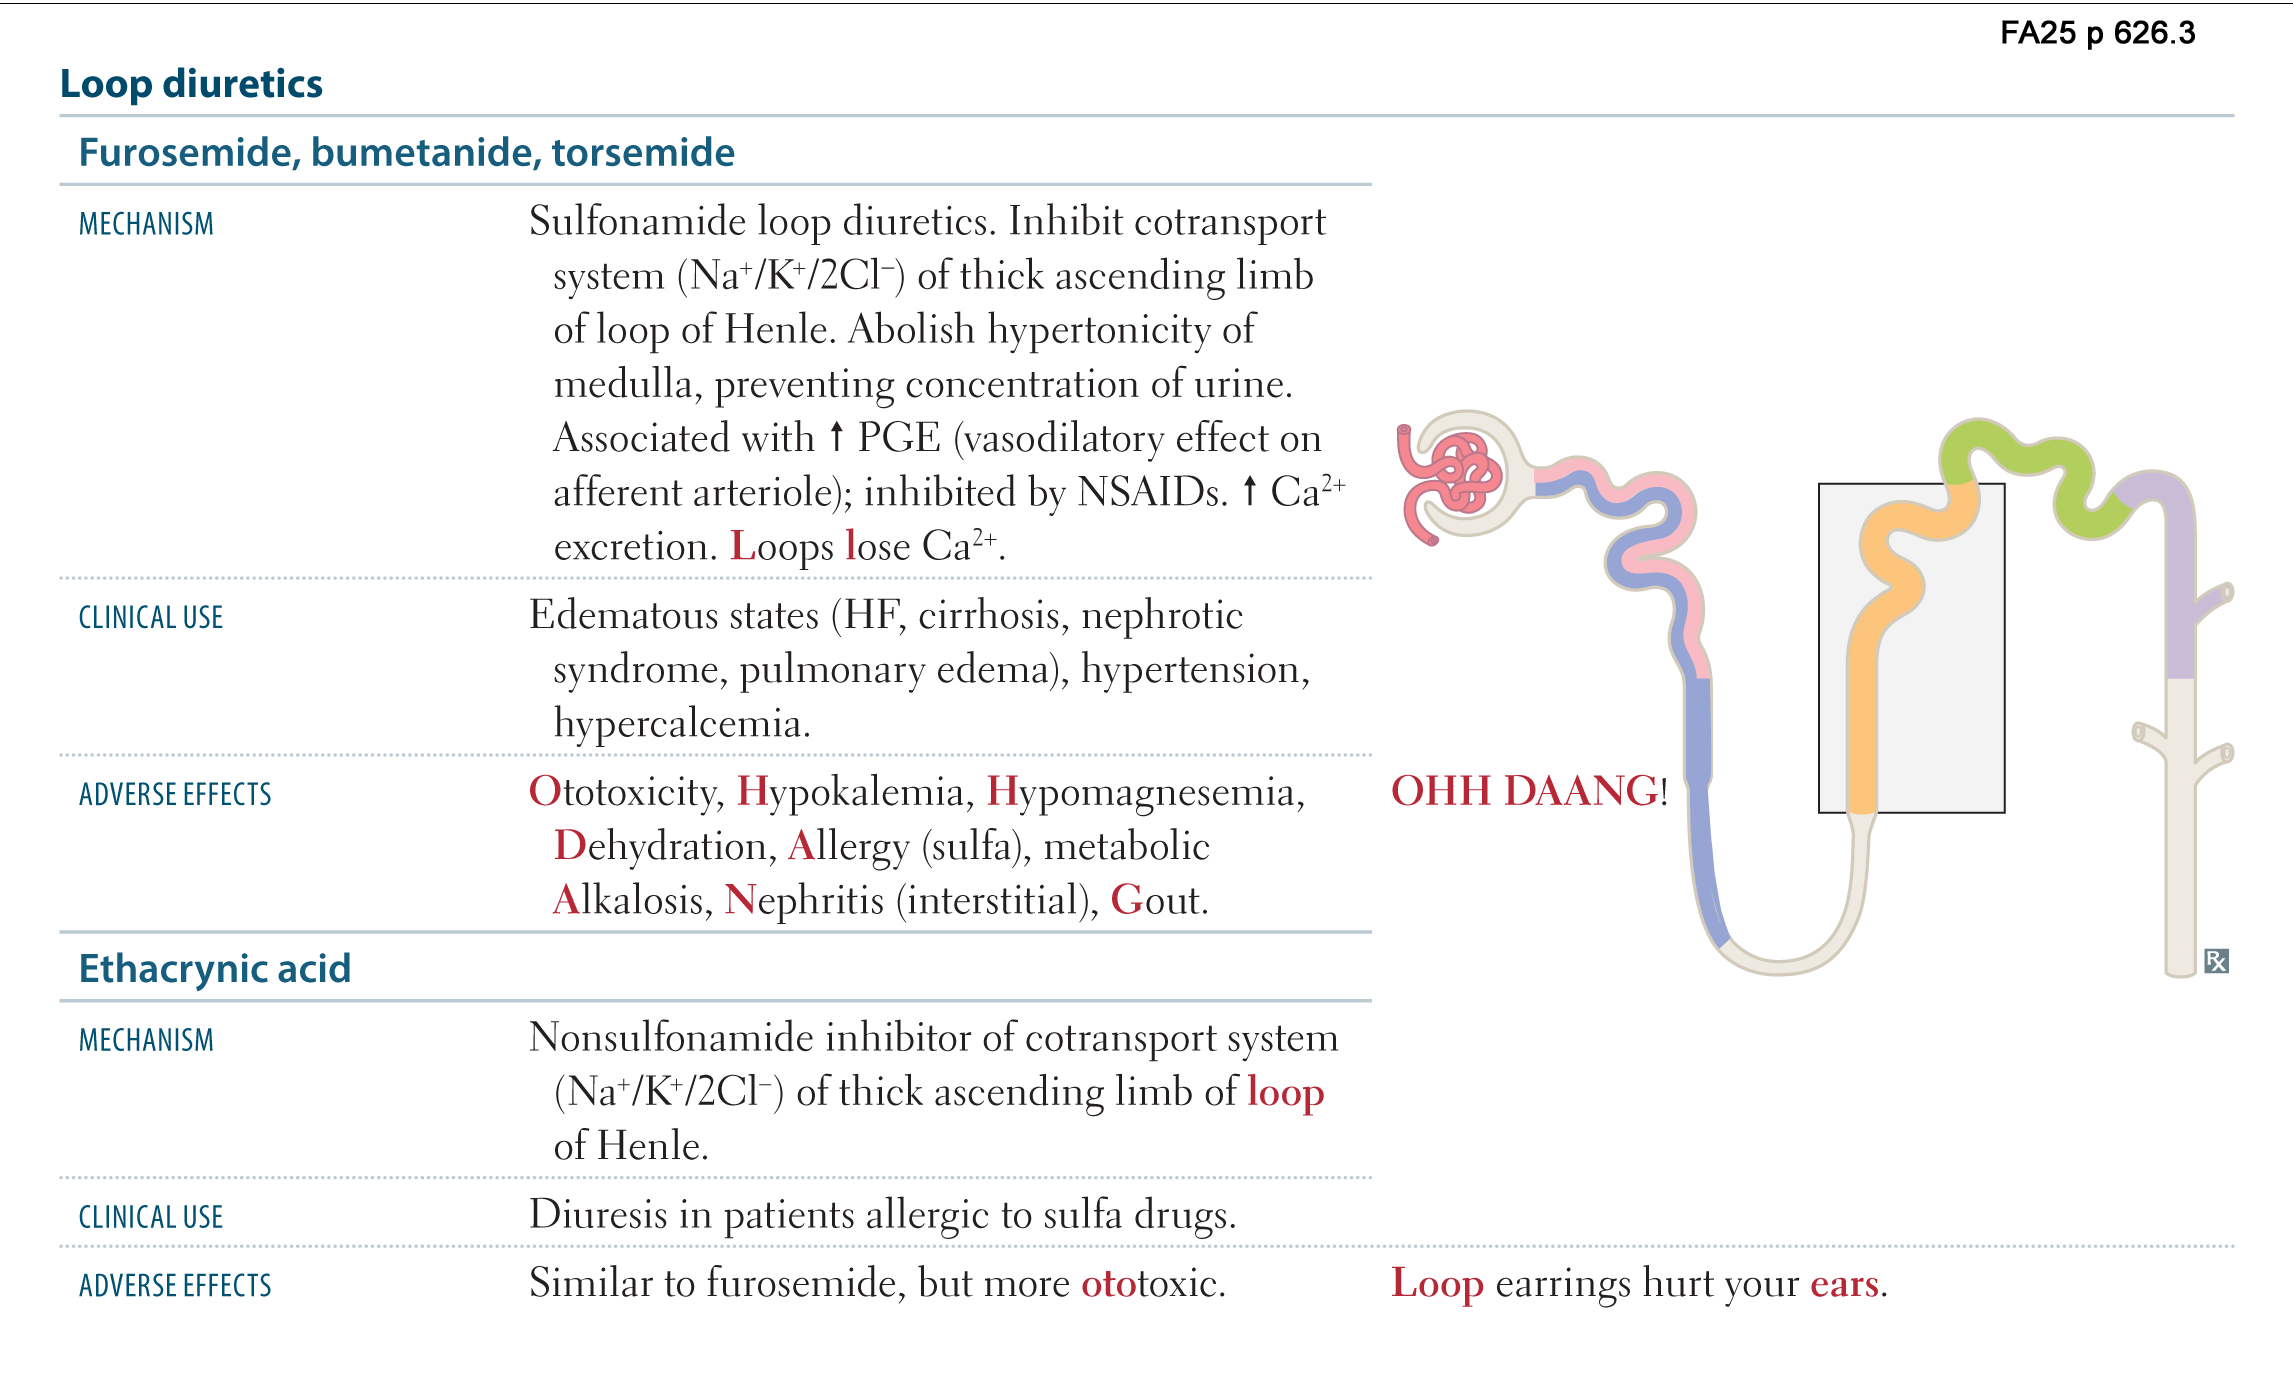 FA25 p 626.3
Loop diuretics
Furosemide, bumetanide, torsemide
MECHANISM
Sulfonamide loop diuretics. Inhibit cotransport
system (Na⁺/K⁺/2Cl⁻) of thick ascending limb
of loop of Henle. Abolish hypertonicity of
medulla, preventing concentration of urine.
Associated with ↑ PGE (vasodilatory effect on
afferent arteriole); inhibited by NSAIDs. ↑ Ca²⁺
excretion. Loops lose Ca²⁺.
CLINICAL USE
Edematous states (HF, cirrhosis, nephrotic
syndrome, pulmonary edema), hypertension,
hypercalcemia.
ADVERSE EFFECTS
Ototoxicity, Hypokalemia, Hypomagnesemia,
Dehydration, Allergy (sulfa), metabolic
Alkalosis, Nephritis (interstitial), Gout.
OHH DAANG!
Ethacrynic acid
MECHANISM
Nonsulfonamide inhibitor of cotransport system
(Na⁺/K⁺/2Cl⁻) of thick ascending limb of loop
of Henle.
CLINICAL USE
Diuresis in patients allergic to sulfa drugs.
ADVERSE EFFECTS
Similar to furosemide, but more ototoxic.
Loop earrings hurt your ears.
Rx